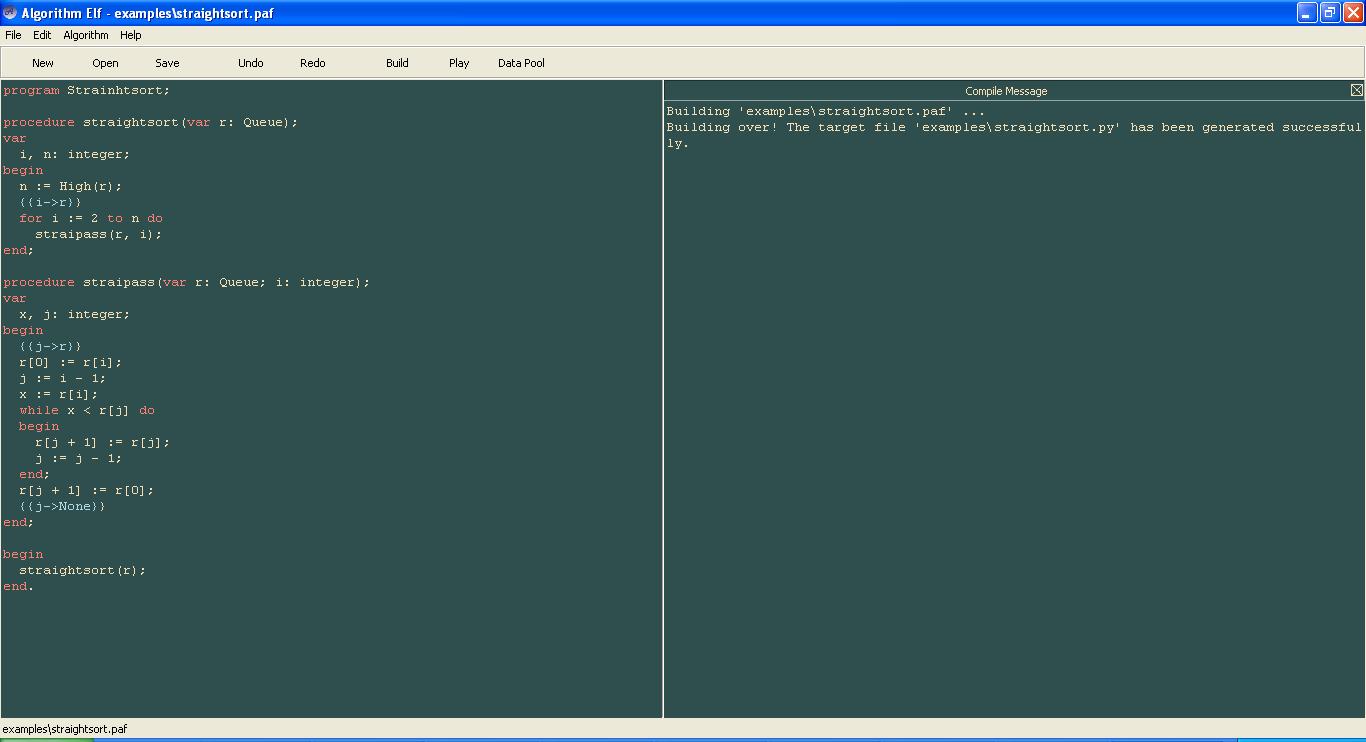 Algorithm Elf - examples\straightsort.paf
File Edit Algorithm Help
New Open Save Undo Redo Build Play Data Pool
program Strainhtsort;
procedure straightsort(var r: Queue);
var
i, n: integer;
begin
n := High(r);
{{i->r}}
for i := 2 to n do
straipass(r, i);
end;
procedure straipass(var r: Queue; i: integer);
var
x, j: integer;
begin
{{j->r}}
r[0] := r[i];
j := i - 1;
x := r[i];
while x < r[j] do
begin
r[j + 1] := r[j];
j := j - 1;
end;
r[j + 1] := r[0];
{{j->None}}
end;
begin
straightsort(r);
end.
Compile Message
Building 'examples\straightsort.paf' ...
Building over! The target file 'examples\straightsort.py' has been generated successful
ly.
examples\straightsort.paf